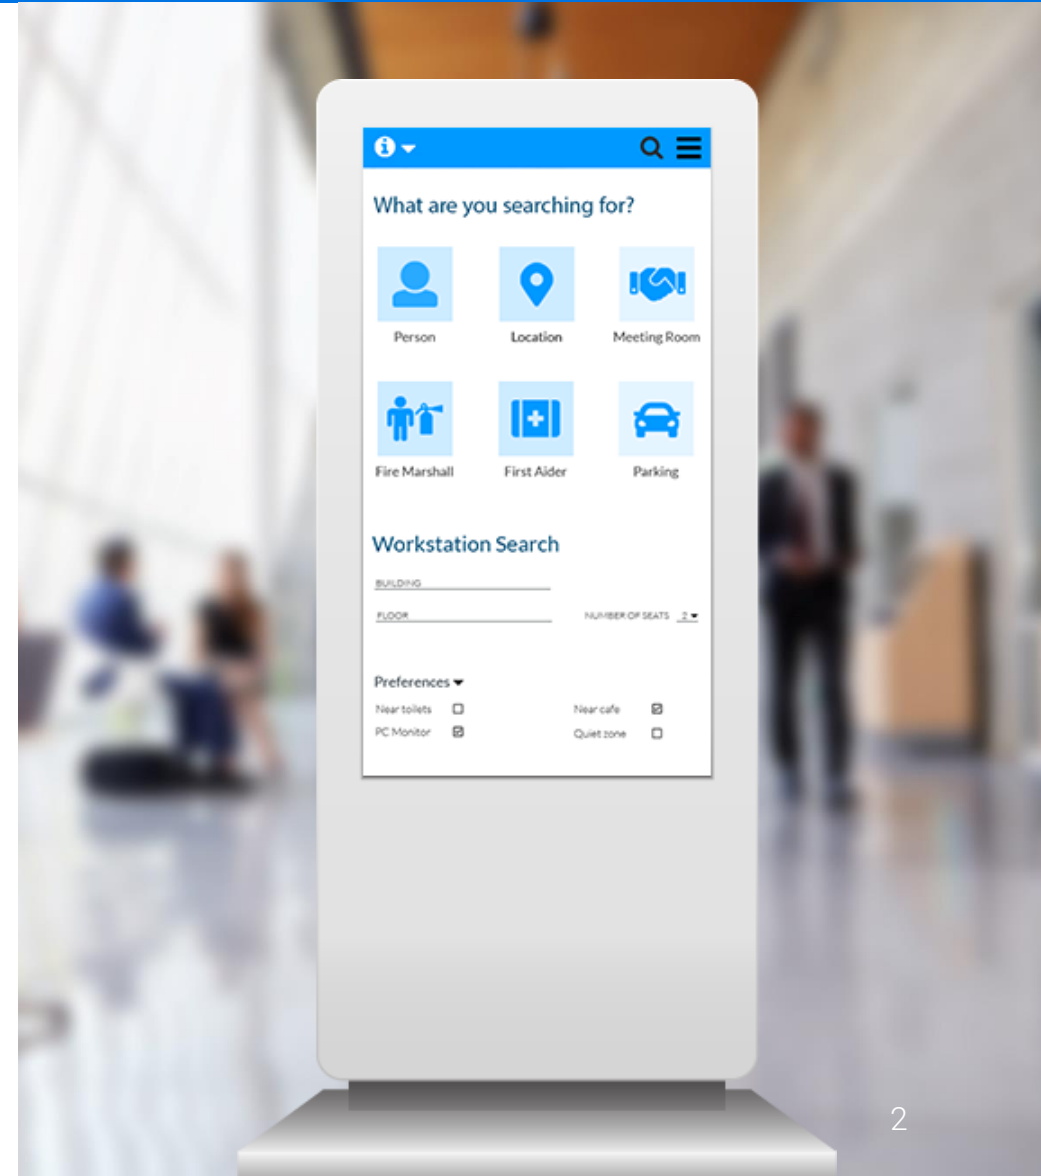 What are you searching for?
Person
Location
Meeting Room
Fire Marshall
First Aider
Parking
Workstation Search
BUILDING
FLOOR
NUMBER OF SEATS 2
Preferences
Near toilets
Near cafe
PC Monitor
Quiet zone
2